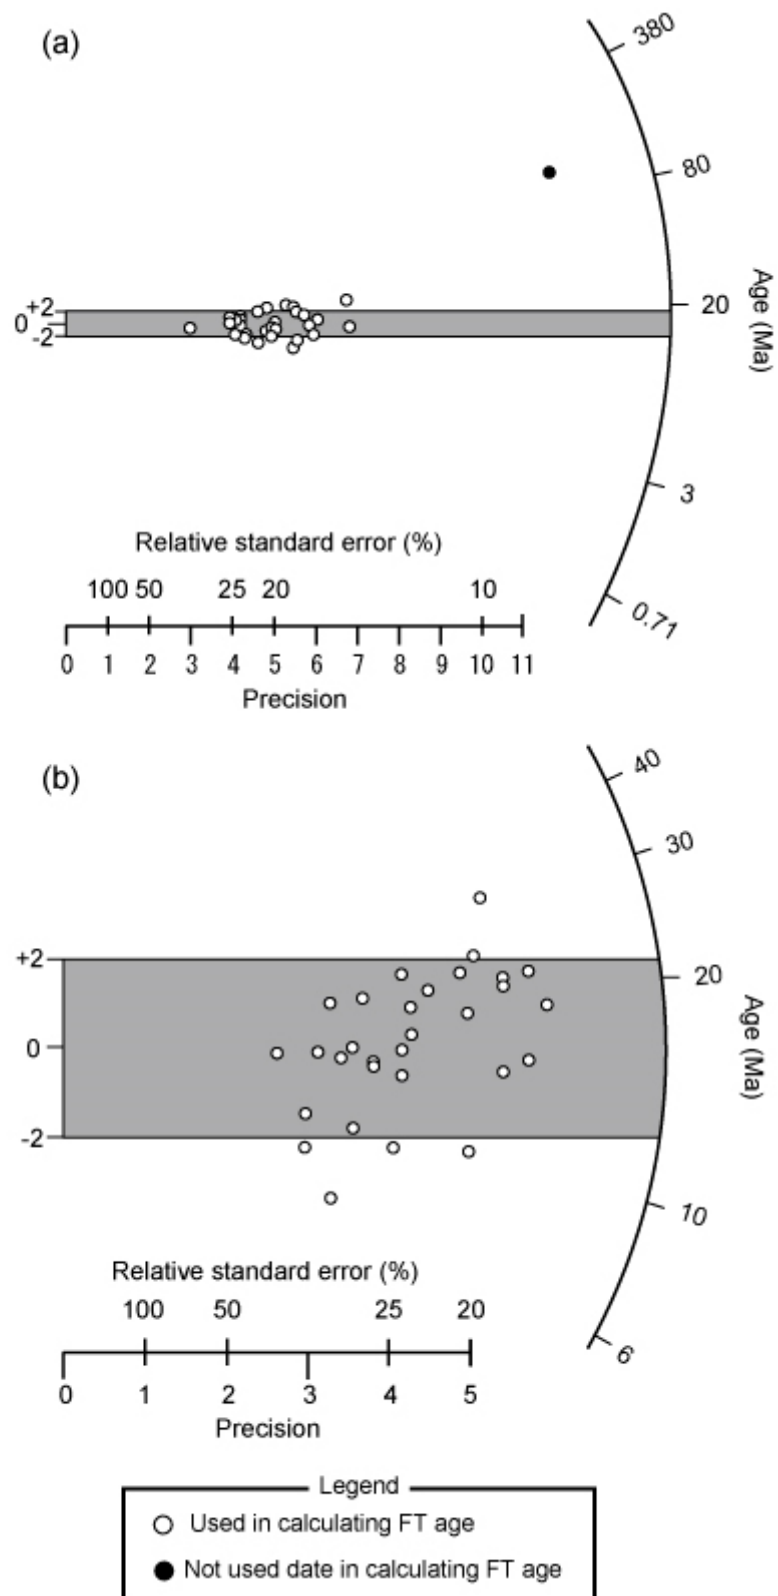 (a)
380
80
20
3
0.71
Age (Ma)
+2
0
-2
Relative standard error (%)
100 50 25 20 10
0 1 2 3 4 5 6 7 8 9 10 11
Precision
(b)
40
30
20
10
6
Age (Ma)
+2
0
-2
Relative standard error (%)
100 50 25 20
0 1 2 3 4 5
Precision
Legend
Used in calculating FT age
Not used date in calculating FT age